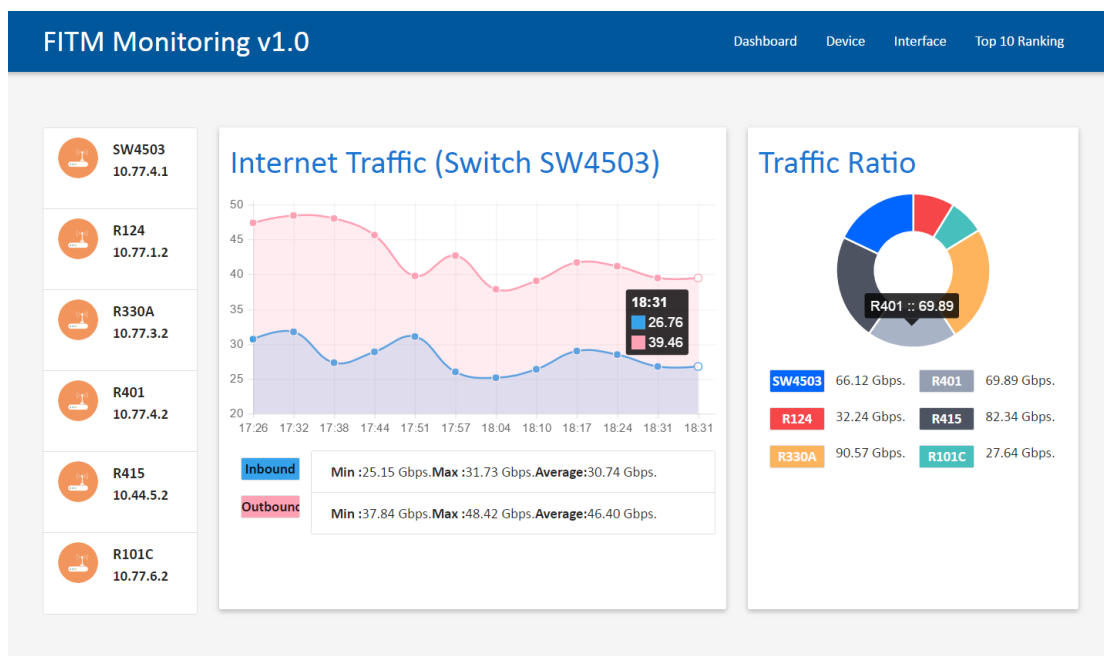 FITM Monitoring v1.0
Dashboard Device Interface Top 10 Ranking
SW4503
10.77.4.1
R124
10.77.1.2
R330A
10.77.3.2
R401
10.77.4.2
R415
10.44.5.2
R101C
10.77.6.2
Internet Traffic (Switch SW4503)
50
45
40
35
30
25
20
17:26 17:32 17:38 17:44 17:51 17:57 18:04 18:10 18:17 18:24 18:31 18:31
18:31
26.76
39.46
Inbound
Min :25.15 Gbps.Max :31.73 Gbps.Average:30.74 Gbps.
Outbound
Min :37.84 Gbps.Max :48.42 Gbps.Average:46.40 Gbps.
Traffic Ratio
R401 :: 69.89
SW4503 66.12 Gbps. R401 69.89 Gbps.
R124 32.24 Gbps. R415 82.34 Gbps.
R330A 90.57 Gbps. R101C 27.64 Gbps.